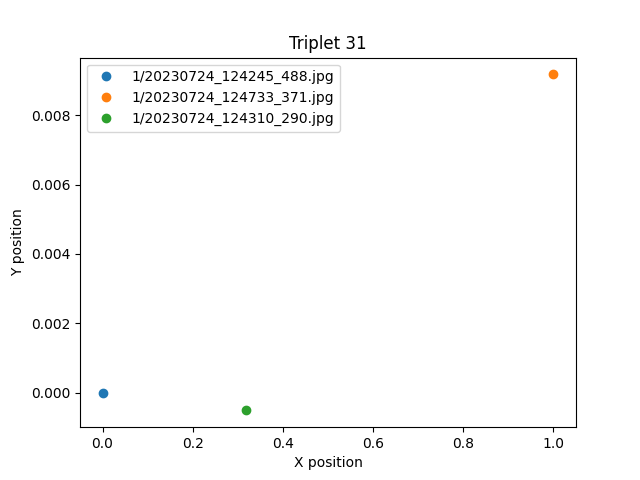 Triplet 31
1/20230724_124245_488.jpg
1/20230724_124733_371.jpg
1/20230724_124310_290.jpg
0.008
0.006
0.004
0.002
0.000
Y position
0.0 0.2 0.4 0.6 0.8 1.0
X position